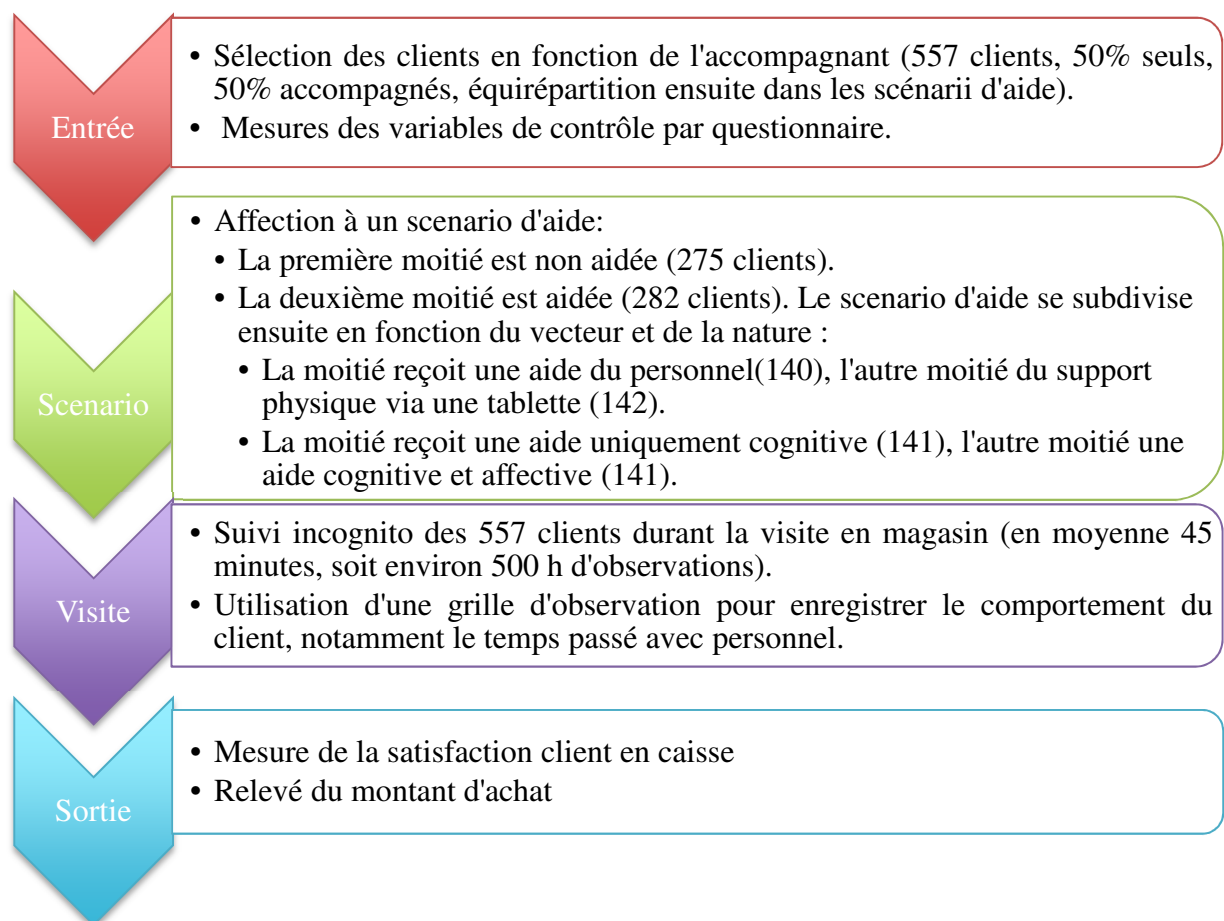 Entrée
• Sélection des clients en fonction de l'accompagnant (557 clients, 50% seuls,
50% accompagnés, équirépartition ensuite dans les scénarii d'aide).
• Mesures des variables de contrôle par questionnaire.
Scenario
• Affection à un scenario d'aide:
• La première moitié est non aidée (275 clients).
• La deuxième moitié est aidée (282 clients). Le scenario d'aide se subdivise
ensuite en fonction du vecteur et de la nature :
• La moitié reçoit une aide du personnel(140), l'autre moitié du support
physique via une tablette (142).
• La moitié reçoit une aide uniquement cognitive (141), l'autre moitié une
aide cognitive et affective (141).
Visite
• Suivi incognito des 557 clients durant la visite en magasin (en moyenne 45
minutes, soit environ 500 h d'observations).
• Utilisation d'une grille d'observation pour enregistrer le comportement du
client, notamment le temps passé avec personnel.
Sortie
• Mesure de la satisfaction client en caisse
• Relevé du montant d'achat